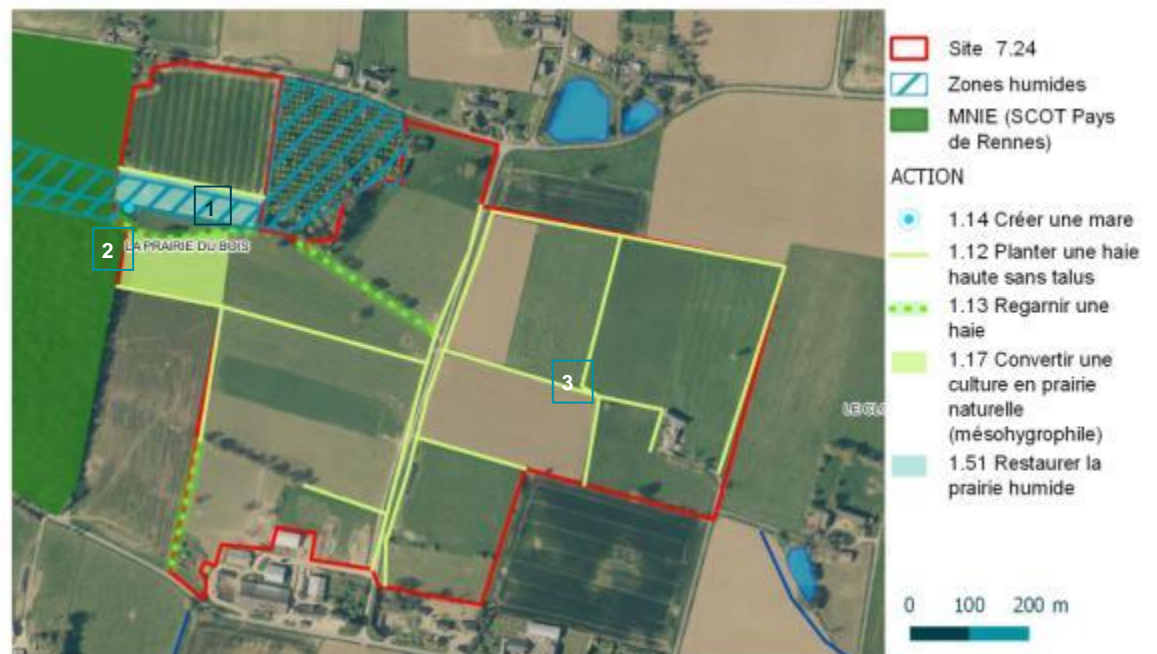 1
2
LA PRAIRIE DU BOIS
3
LE CLO
Site 7.24
Zones humides
MNIE (SCOT Pays
de Rennes)
ACTION
1.14 Créer une mare
1.12 Planter une haie
haute sans talus
1.13 Regarnir une
haie
1.17 Convertir une
culture en prairie
naturelle
(mésohygrophile)
1.51 Restaurer la
prairie humide
0 100 200 m